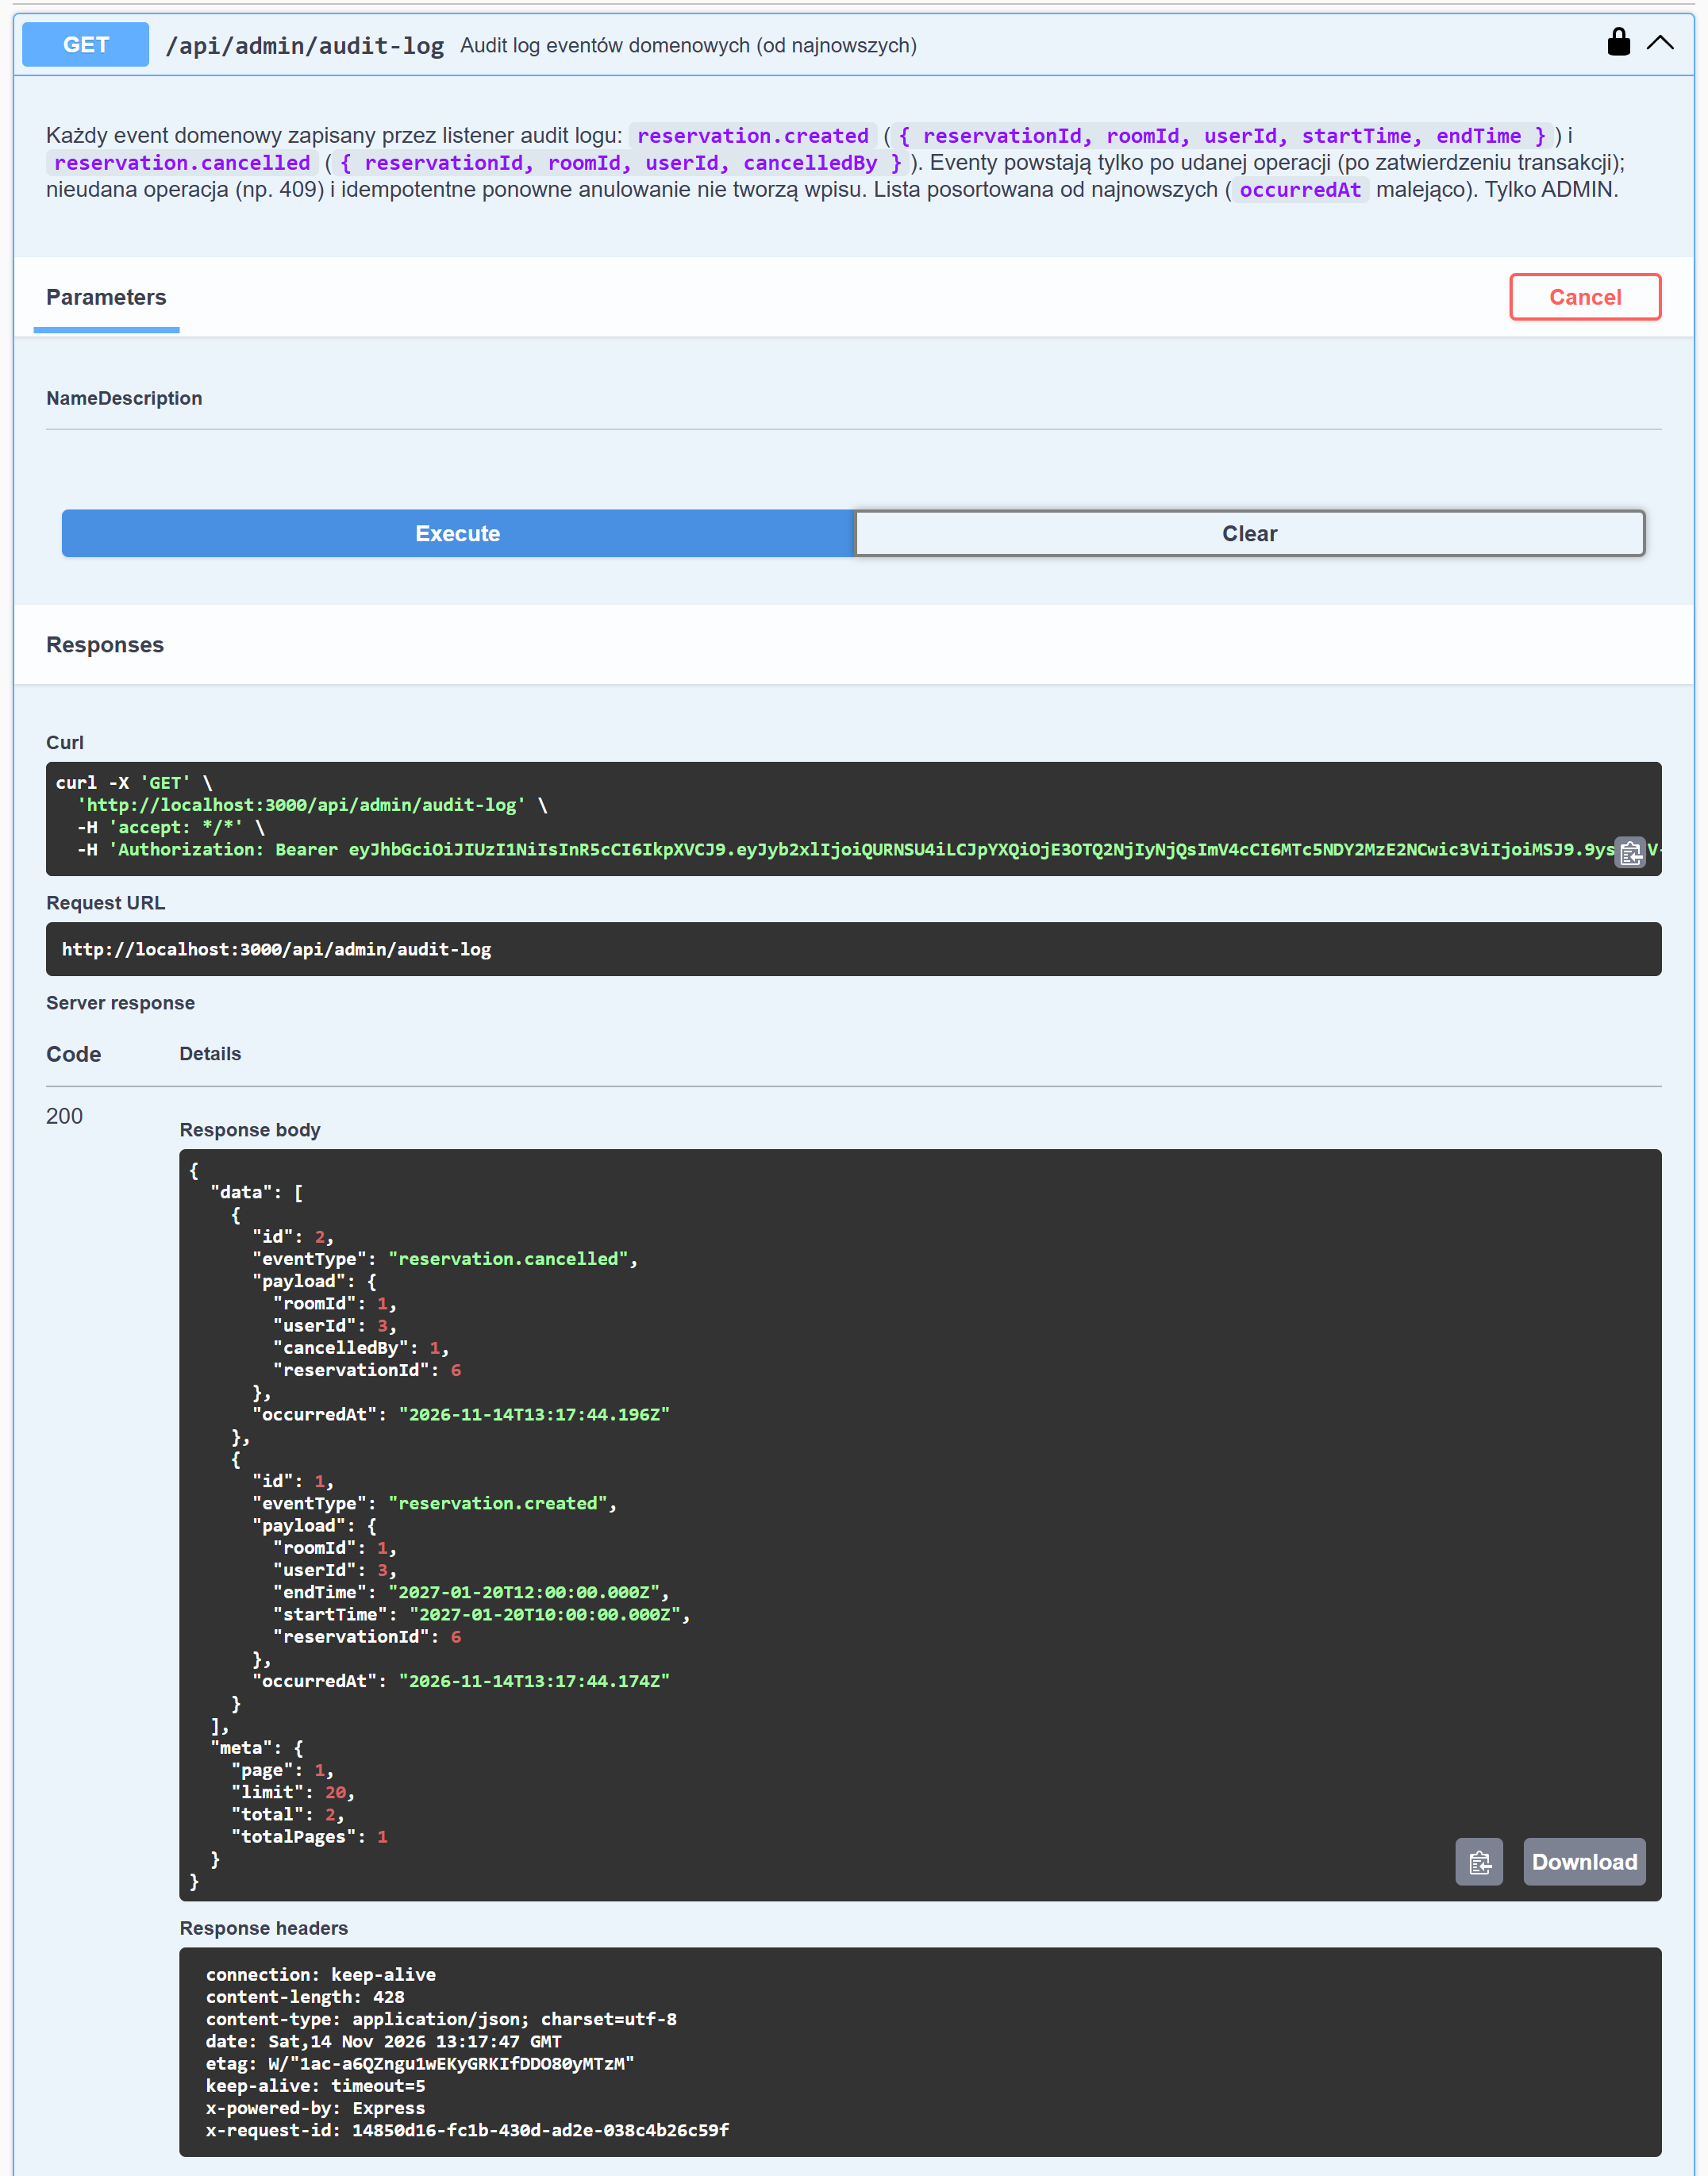 GET /api/admin/audit-log Audit log eventów domenowych (od najnowszych)
Każdy event domenowy zapisany przez listener audit logu: reservation.created ( { reservationId, roomId, userId, startTime, endTime } ) i
reservation.cancelled ( { reservationId, roomId, userId, cancelledBy } ). Eventy powstają tylko po udanej operacji (po zatwierdzeniu transakcji);
nieudana operacja (np. 409) i idempotentne ponowne anulowanie nie tworzą wpisu. Lista posortowana od najnowszych ( occurredAt malejąco). Tylko ADMIN.
Parameters
Cancel
NameDescription
Execute
Clear
Responses
Curl
curl -X 'GET' \
'http://localhost:3000/api/admin/audit-log' \
-H 'accept: */*' \
-H 'Authorization: Bearer eyJhbGciOiJIUzI1NiIsInR5cCI6IkpXVCJ9.eyJyb2xlIjoiQURNSU4iLCJpYXQiOjE3OTQ2NjIyNjQsImV4cCI6MTc5NDY2MzE2NCwic3ViIjoiMSJ9.9ys
Request URL
http://localhost:3000/api/admin/audit-log
Server response
Code Details
200
Response body
{
"data": [
{
"id": 2,
"eventType": "reservation.cancelled",
"payload": {
"roomId": 1,
"userId": 3,
"cancelledBy": 1,
"reservationId": 6
},
"occurredAt": "2026-11-14T13:17:44.196Z"
},
{
"id": 1,
"eventType": "reservation.created",
"payload": {
"roomId": 1,
"userId": 3,
"endTime": "2027-01-20T12:00:00.000Z",
"startTime": "2027-01-20T10:00:00.000Z",
"reservationId": 6
},
"occurredAt": "2026-11-14T13:17:44.174Z"
}
],
"meta": {
"page": 1,
"limit": 20,
"total": 2,
"totalPages": 1
}
}
Download
Response headers
connection: keep-alive
content-length: 428
content-type: application/json; charset=utf-8
date: Sat,14 Nov 2026 13:17:47 GMT
etag: W/"1ac-a6QZngu1wEKyGRKIfDDO80yMTzM"
keep-alive: timeout=5
x-powered-by: Express
x-request-id: 14850d16-fc1b-430d-ad2e-038c4b26c59f